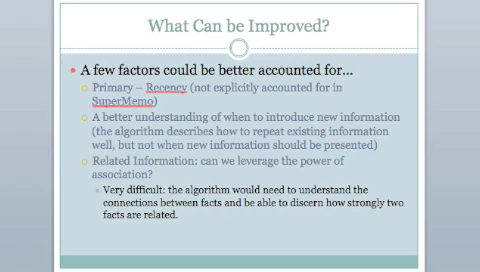 What Can be Improved?
A few factors could be better accounted for...
Primary – Recency (not explicitly accounted for in
SuperMemo)
A better understanding of when to introduce new information
(the algorithm describes how to repeat existing information
well, but not when new information should be presented)
Related Information: can we leverage the power of
association?
Very difficult: the algorithm would need to understand the
connections between facts and be able to discern how strongly two
facts are related.